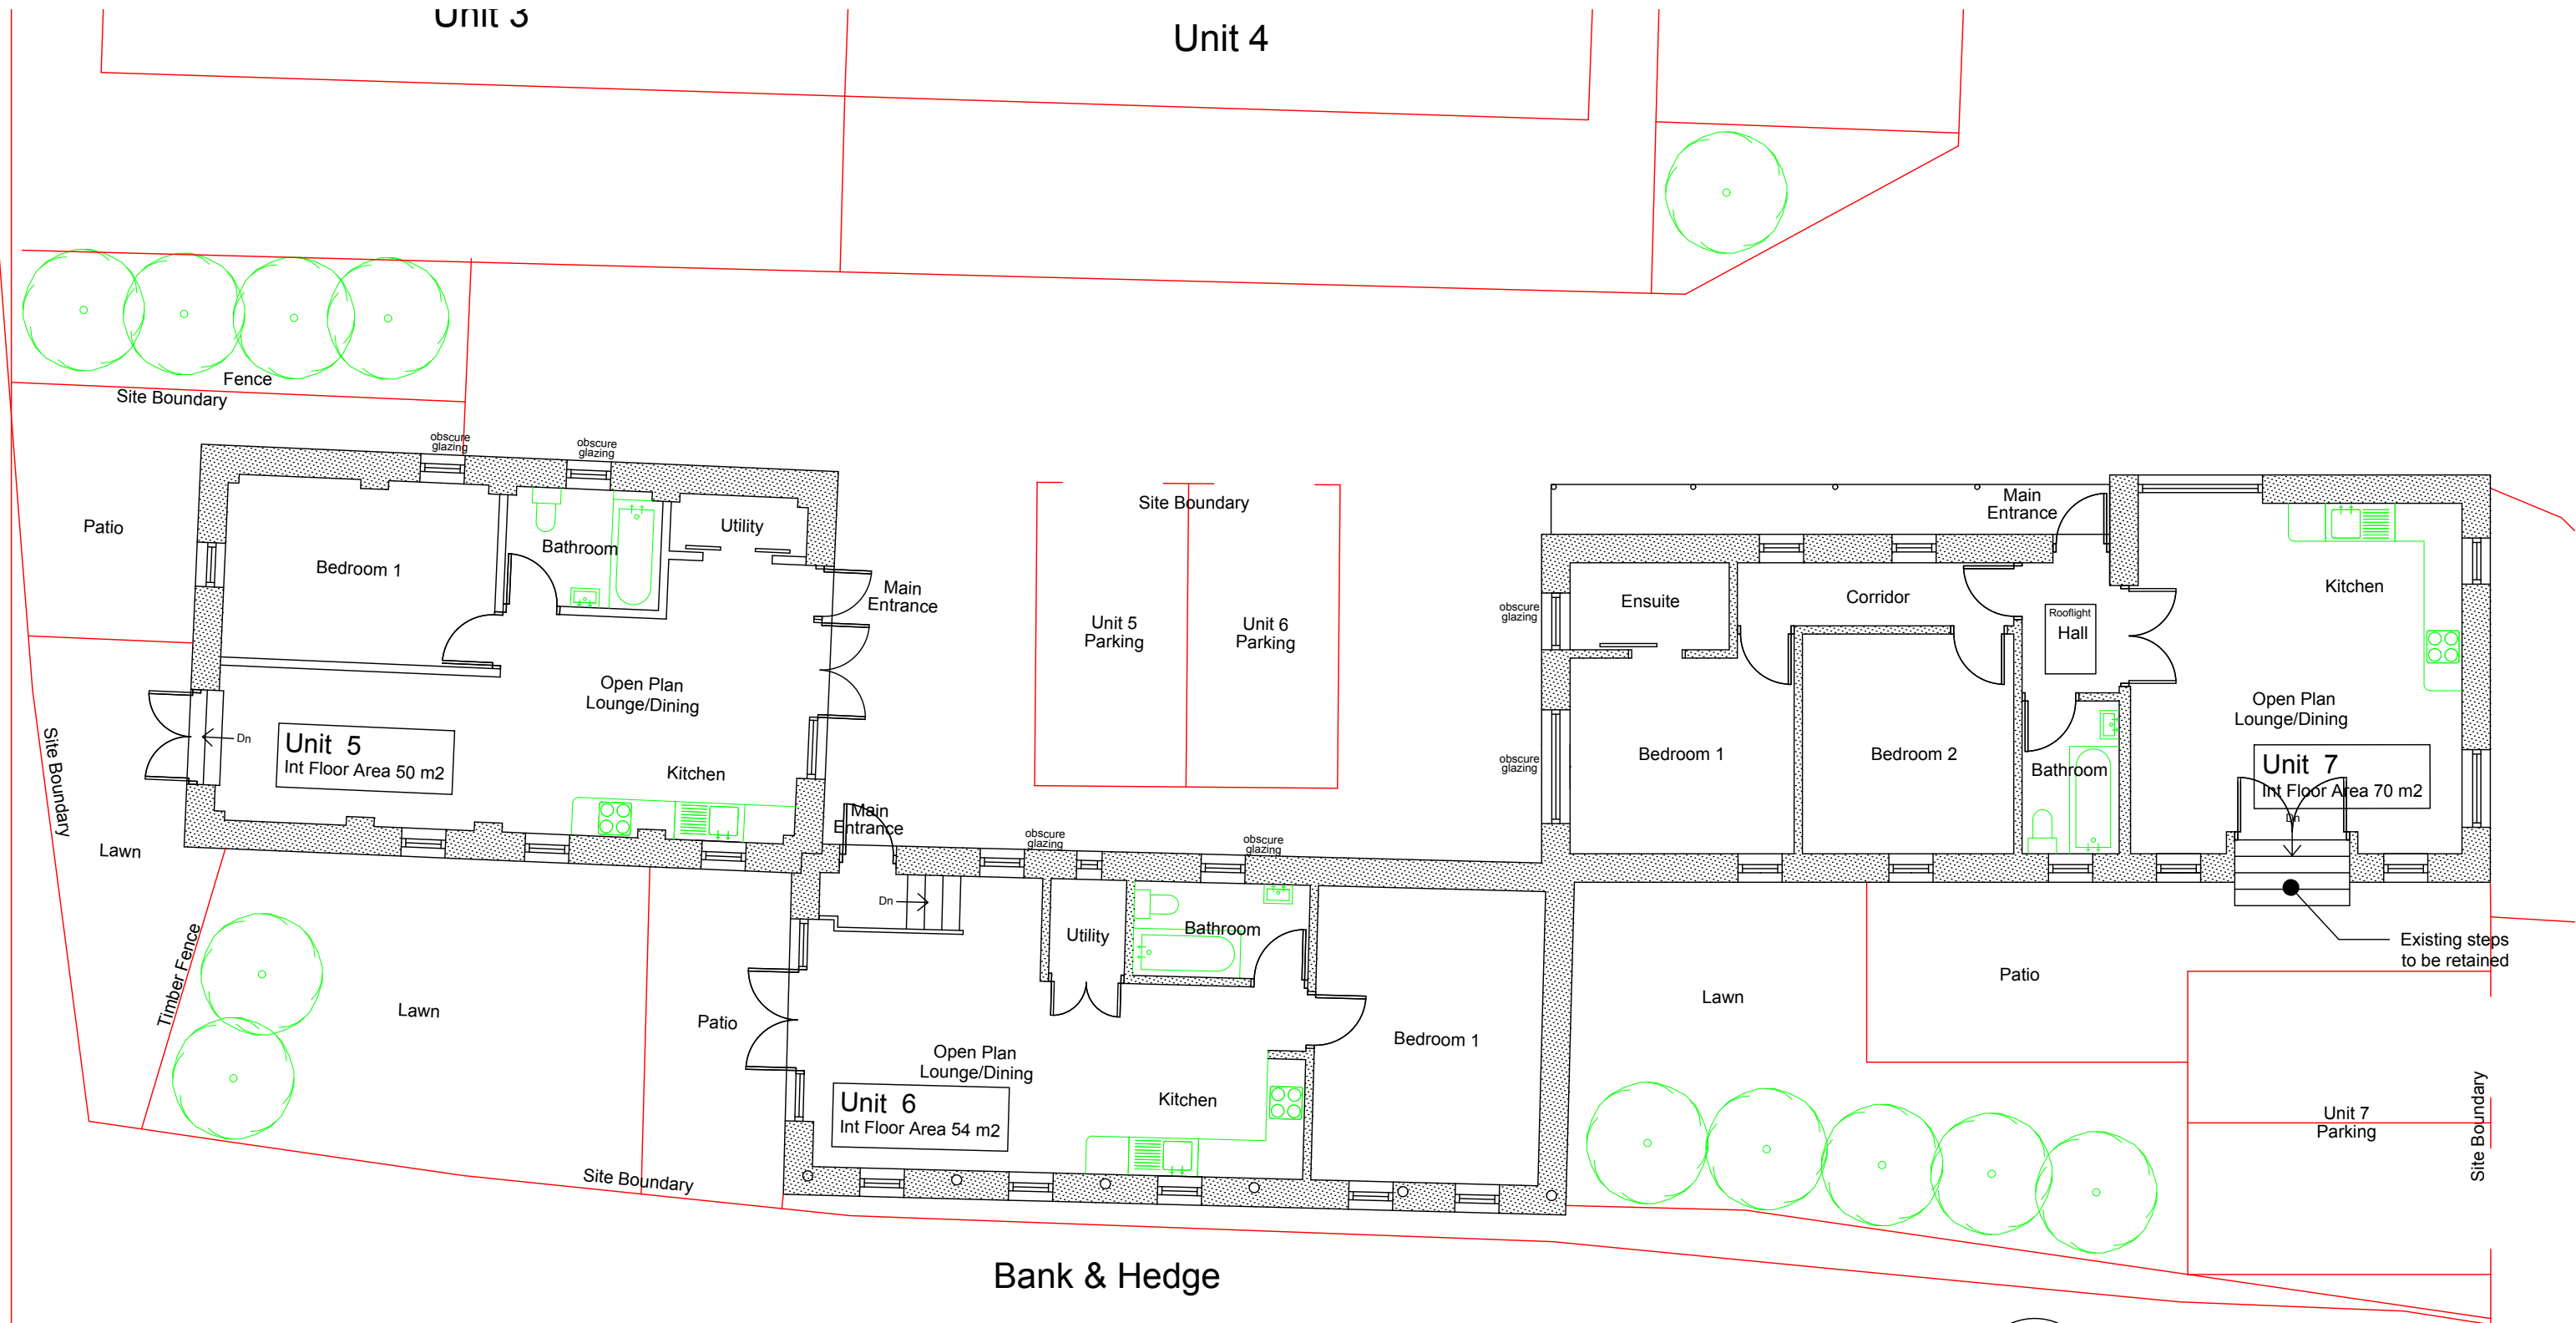 Unit 3
Unit 4
Fence
Site Boundary
obscure
glazing
obscure
glazing
Patio
Bedroom 1
Bathroom
Utility
Main
Entrance
Open Plan
Lounge/Dining
Dn
Unit 5
Int Floor Area 50 m2
Kitchen
Site Boundary
Lawn
Timber Fence
Lawn
Site Boundary
Site Boundary
Unit 5
Parking
Unit 6
Parking
Main
Entrance
obscure
glazing
obscure
glazing
Dn
Utility
Bathroom
Patio
Open Plan
Lounge/Dining
Bedroom 1
Unit 6
Int Floor Area 54 m2
Kitchen
Main
Entrance
obscure
glazing
Ensuite
Corridor
Rooflight
Hall
Kitchen
obscure
glazing
Bedroom 1
Bedroom 2
Bathroom
Open Plan
Lounge/Dining
Unit 7
Int Floor Area 70 m2
Dn
Existing steps
to be retained
Lawn
Patio
Unit 7
Parking
Site Boundary
Bank & Hedge